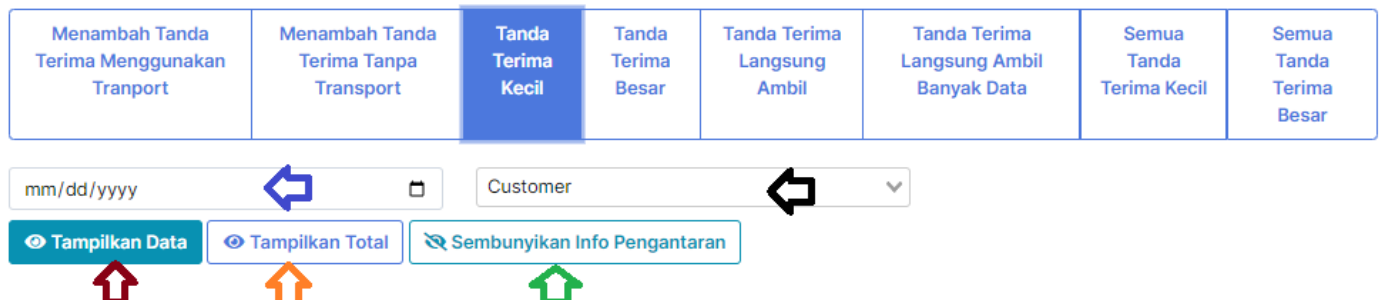 Menambah Tanda
Terima Menggunakan
Tranport
Menambah Tanda
Terima Tanpa
Transport
Tanda
Terima
Kecil
Tanda
Terima
Besar
Tanda Terima
Langsung
Ambil
Tanda Terima
Langsung Ambil
Banyak Data
Semua
Tanda
Terima Kecil
Semua
Tanda
Terima
Besar
mm/dd/yyyy
Customer
Tampilkan Data
Tampilkan Total
Sembunyikan Info Pengantaran